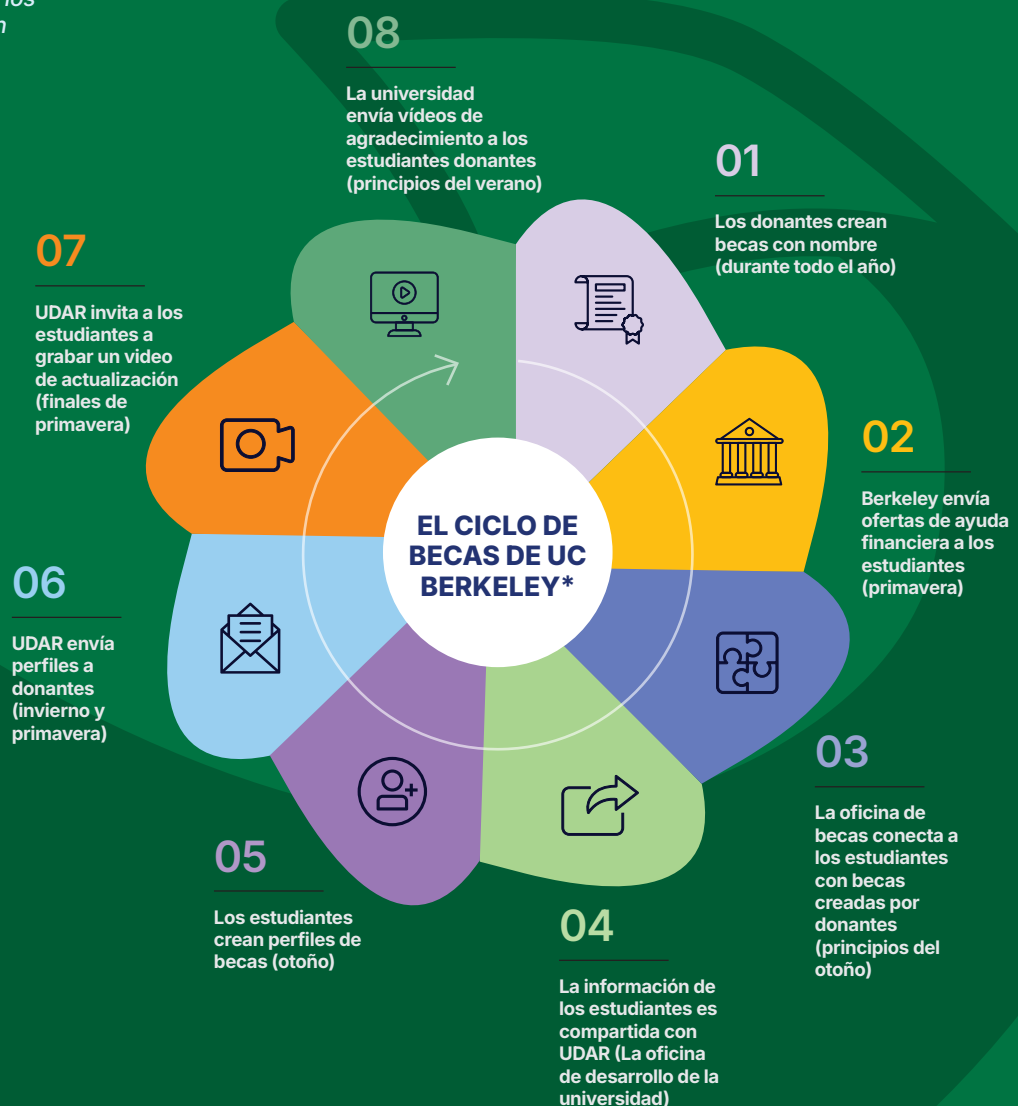 los
n
08
La universidad
envía vídeos de
agradecimiento a los
estudiantes donantes
(principios del verano)
01
Los donantes crean
becas con nombre
(durante todo el año)
02
Berkeley envía
ofertas de ayuda
financiera a los
estudiantes
(primavera)
03
La oficina de
becas conecta a
los estudiantes
con becas
creadas por
donantes
(principios del
otoño)
04
La información de
los estudiantes es
compartida con
UDAR (La oficina
de desarrollo de la
universidad)
05
Los estudiantes
crean perfiles de
becas (otoño)
06
UDAR envía
perfiles a
donantes
(invierno y
primavera)
07
UDAR invita a los
estudiantes a
grabar un video
de actualización
(finales de
primavera)
EL CICLO DE
BECAS DE UC
BERKELEY*